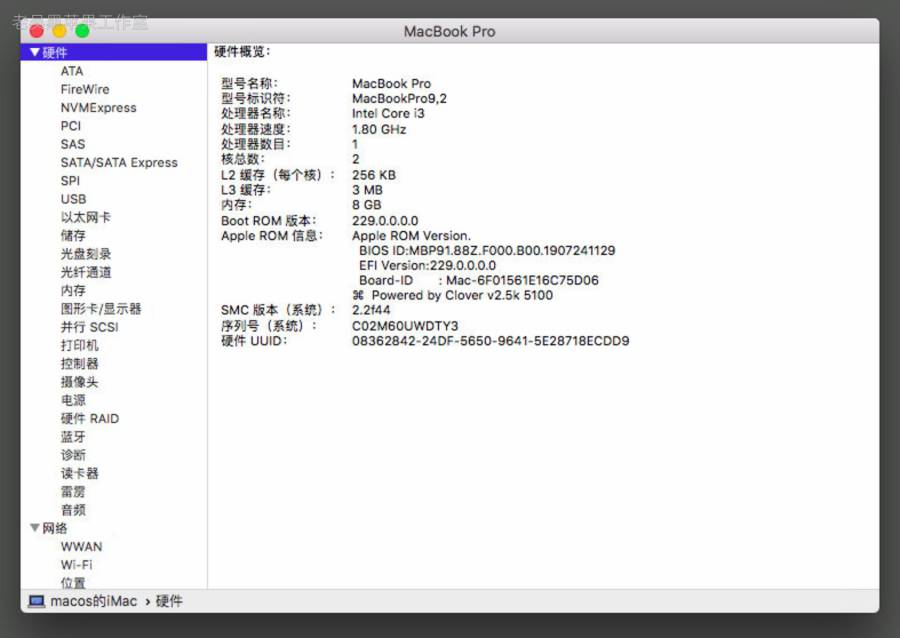 MacBook Pro
硬件
ATA
FireWire
NVMExpress
PCI
SAS
SATA/SATA Express
SPI
USB
以太网卡
储存
光盘刻录
光纤通道
内存
图形卡/显示器
并行 SCSI
打印机
控制器
摄像头
电源
硬件 RAID
蓝牙
诊断
读卡器
雷雳
音频
网络
WWAN
Wi-Fi
位置
硬件概览：
型号名称： MacBook Pro
型号标识符： MacBookPro9,2
处理器名称： Intel Core i3
处理器速度： 1.80 GHz
处理器数目： 1
核总数： 2
L2 缓存（每个核）： 256 KB
L3 缓存： 3 MB
内存： 8 GB
Boot ROM 版本： 229.0.0.0.0
Apple ROM 信息： Apple ROM Version.
BIOS ID:MBP91.88Z.F000.B00.1907241129
EFI Version:229.0.0.0.0
Board-ID : Mac-6F01561E16C75D06
⌘ Powered by Clover v2.5k 5100
SMC 版本（系统）： 2.2f44
序列号（系统）： C02M60UWDTY3
硬件 UUID： 08362842-24DF-5650-9641-5E28718ECDD9
macos的iMac › 硬件